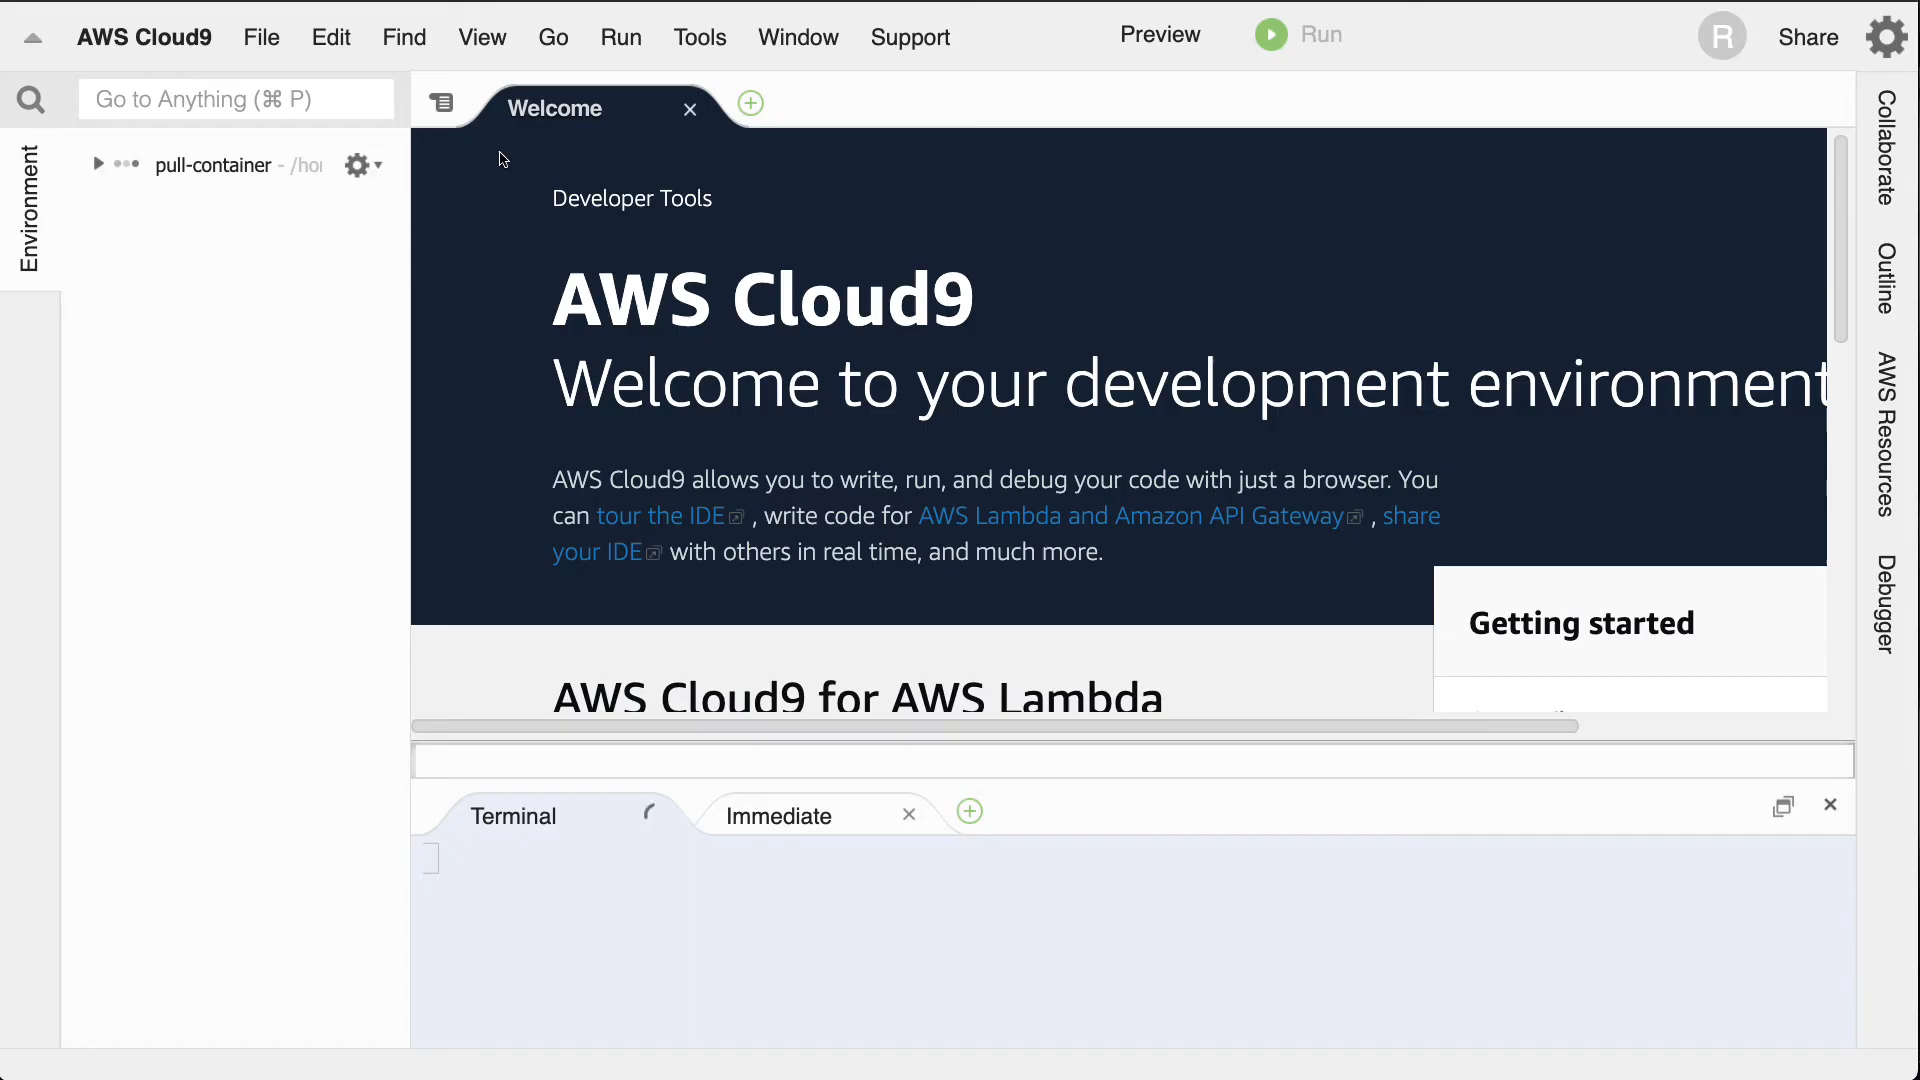 AWS Cloud9 File Edit Find View Go Run Tools Window Support Preview Run R Share
Go to Anything (⌘ P)
Welcome
Environment
pull-container - /ho
Developer Tools
AWS Cloud9
Welcome to your development environment
AWS Cloud9 allows you to write, run, and debug your code with just a browser. You
can tour the IDE , write code for AWS Lambda and Amazon API Gateway , share
your IDE with others in real time, and much more.
Getting started
AWS Cloud9 for AWS Lambda
Terminal
Immediate
Collaborate
Outline
AWS Resources
Debugger